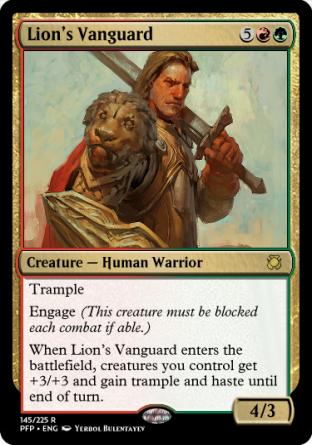 Lion's Vanguard 5
Creature — Human Warrior
Trample
Engage (This creature must be blocked
each combat if able.)
When Lion's Vanguard enters the
battlefield, creatures you control get
+3/+3 and gain trample and haste until
end of turn.
4/3
145/225 R
PFP • ENG Yerbol Bulentayev